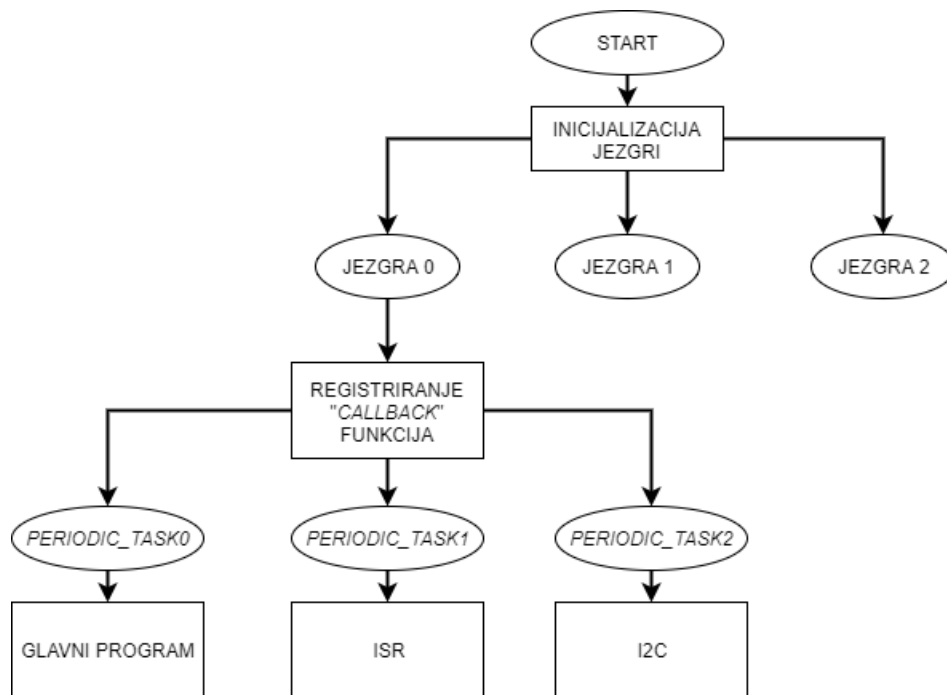 START
INICIJALIZACIJA
JEZGRI
JEZGRA 0
JEZGRA 1
JEZGRA 2
REGISTRIRANJE
"CALLBACK"
FUNKCIJA
PERIODIC_TASK0
PERIODIC_TASK1
PERIODIC_TASK2
GLAVNI PROGRAM
ISR
I2C